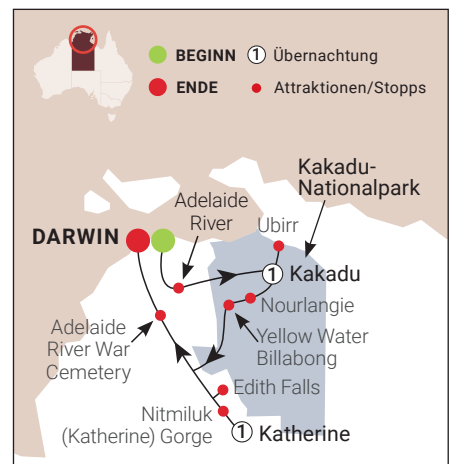 BEGINN
1 Übernachtung
ENDE
Attraktionen/Stopps
Kakadu-
Nationalpark
Adelaide
River
Ubirr
DARWIN
1 Kakadu
Nourlangie
Adelaide
River War
Cemetery
Yellow Water
Billabong
Edith Falls
Nitmiluk
(Katherine) Gorge
1 Katherine